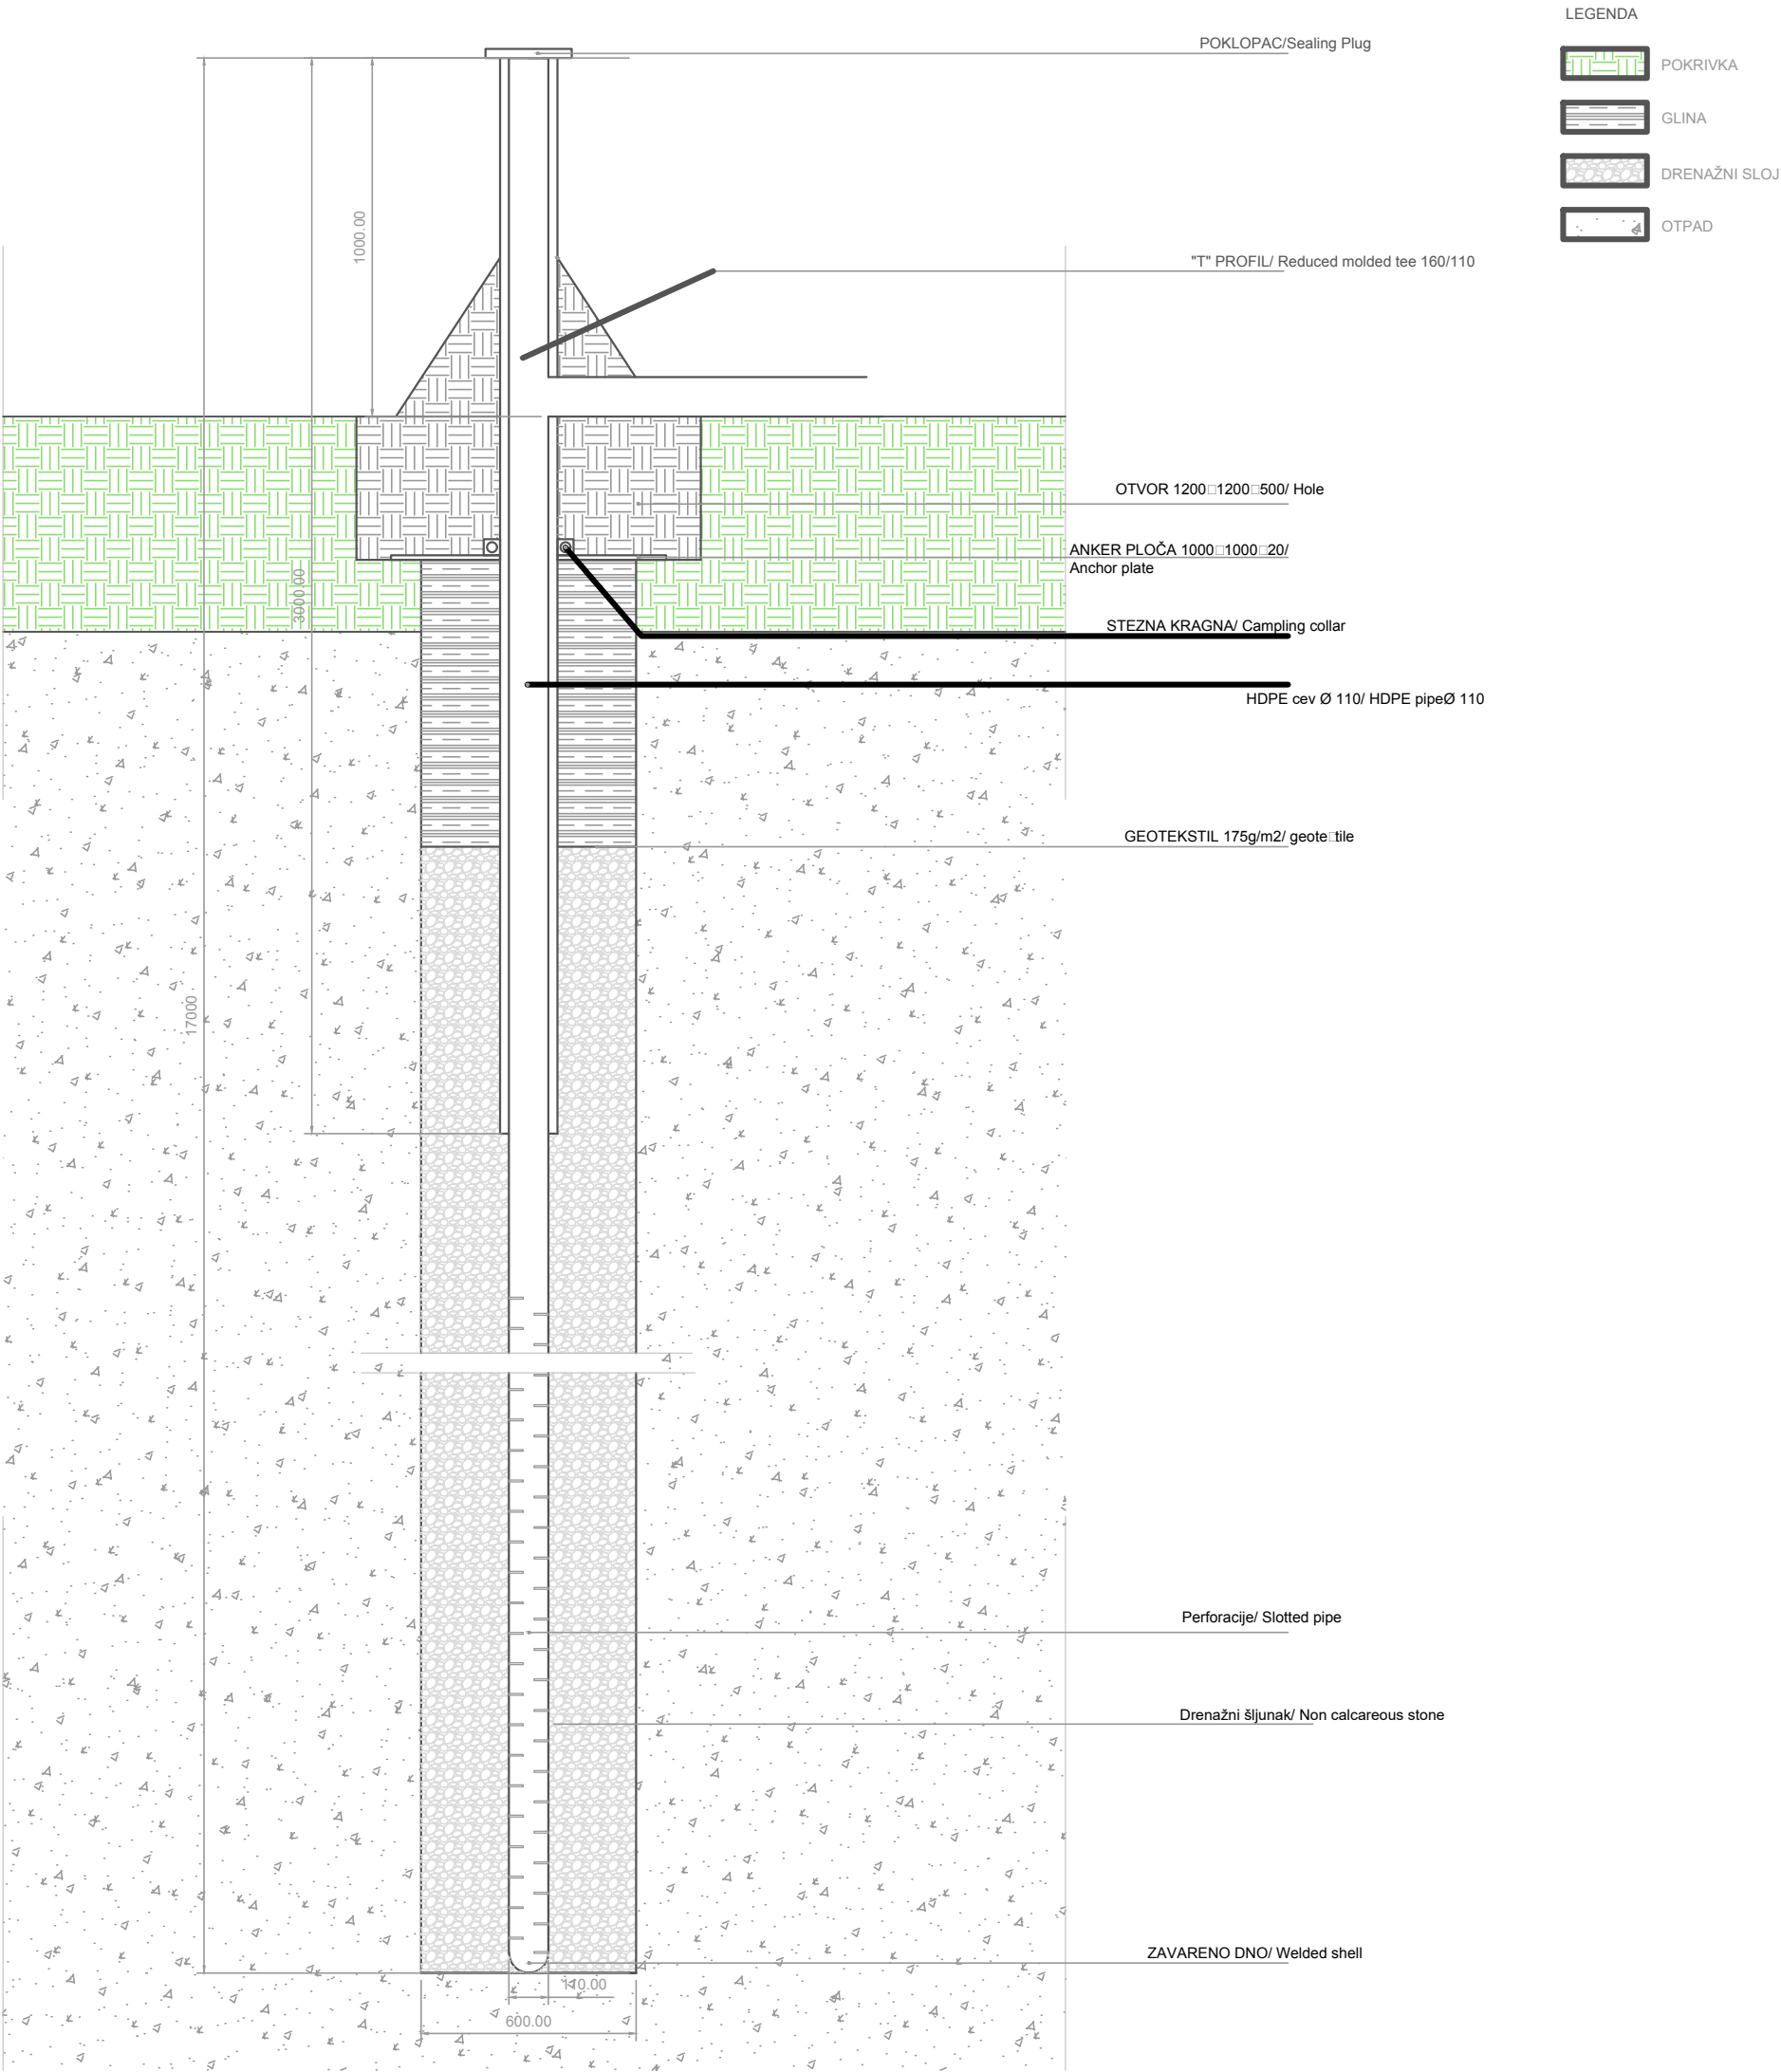 LEGENDA
POKLOPAC/Sealing Plug
POKRIVKA
GLINA
DRENAŽNI SLOJ
OTPAD
1000.00
"T" PROFIL/ Reduced molded tee 160/110
OTVOR 1200□1200□500/ Hole
ANKER PLOČA 1000□1000□20/
Anchor plate
3000.00
STEZNA KRAGNA/ Campling collar
HDPE cev Ø 110/ HDPE pipeØ 110
GEOTEKSTIL 175g/m2/ geote□tile
17000
Perforacije/ Slotted pipe
Drenažni šljunak/ Non calcareous stone
ZAVARENO DNO/ Welded shell
110.00
600.00